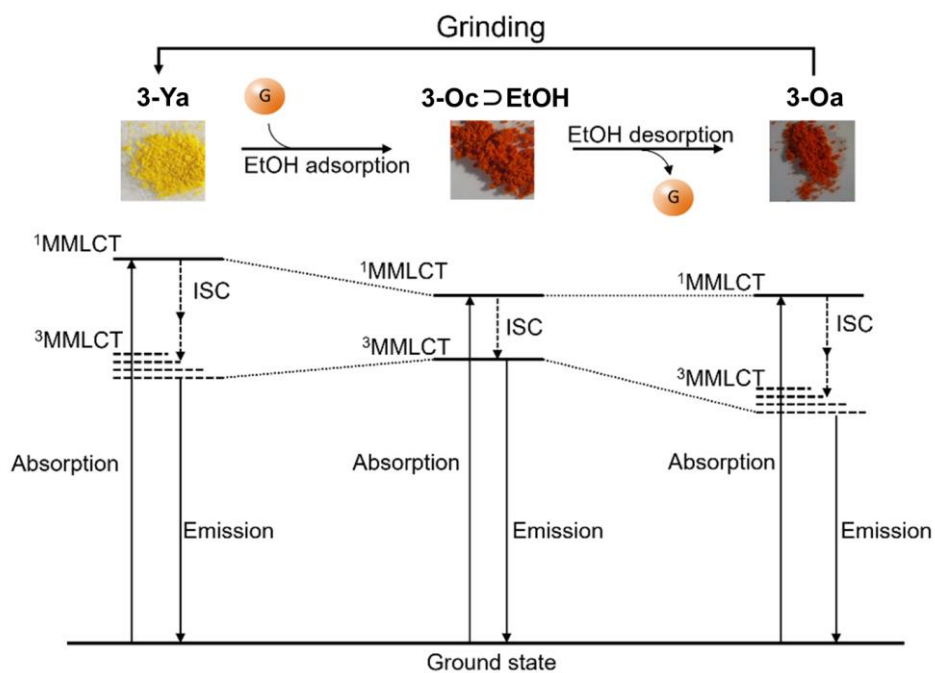 Grinding
3-Ya
G
3-Oc⊃EtOH
3-Oa
EtOH adsorption
EtOH desorption
G
¹MMLCT
¹MMLCT
¹MMLCT
ISC
ISC
ISC
³MMLCT
³MMLCT
³MMLCT
Absorption
Absorption
Absorption
Emission
Emission
Emission
Ground state